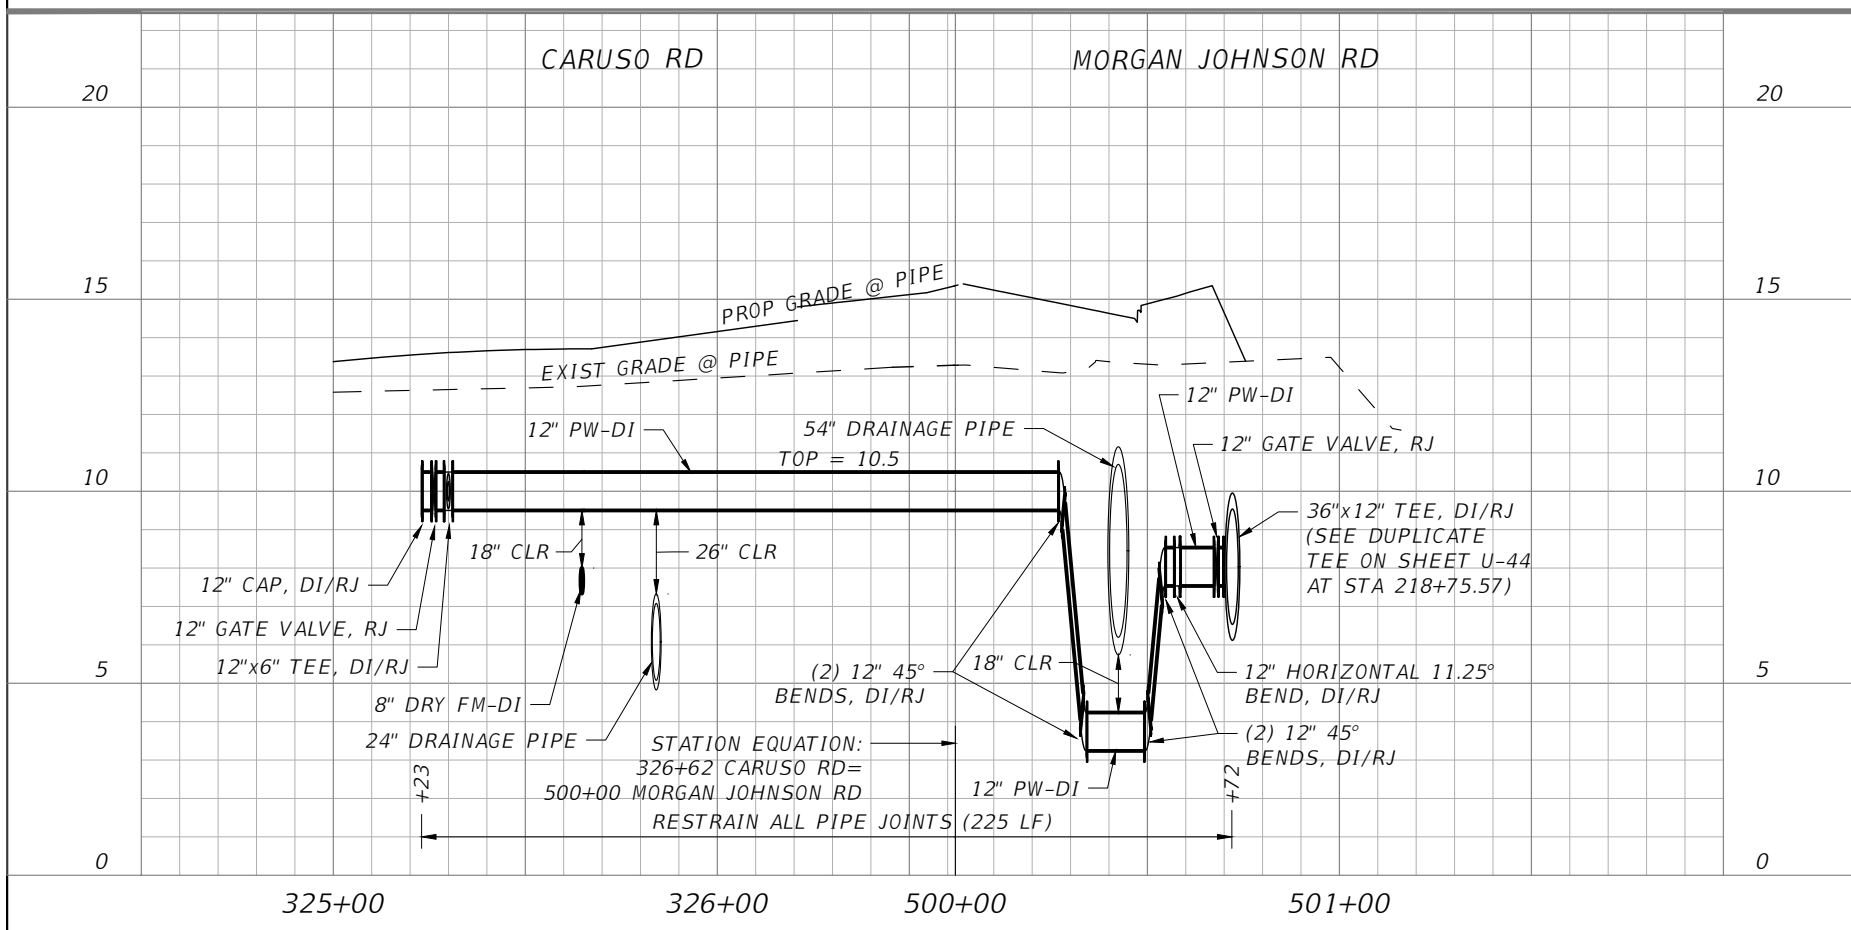 CARUSO RD
MORGAN JOHNSON RD
20
20
15
15
PROP GRADE @ PIPE
EXIST GRADE @ PIPE
12" PW-DI
12" PW-DI
54" DRAINAGE PIPE
12" GATE VALVE, RJ
TOP = 10.5
10
10
36"x12" TEE, DI/RJ
(SEE DUPLICATE
TEE ON SHEET U-44
AT STA 218+75.57)
18" CLR
26" CLR
12" CAP, DI/RJ
12" GATE VALVE, RJ
12"x6" TEE, DI/RJ
(2) 12" 45°
BENDS, DI/RJ
18" CLR
12" HORIZONTAL 11.25°
BEND, DI/RJ
5
5
8" DRY FM-DI
24" DRAINAGE PIPE
STATION EQUATION:
326+62 CARUSO RD=
500+00 MORGAN JOHNSON RD
(2) 12" 45°
BENDS, DI/RJ
12" PW-DI
+23
+72
RESTRAIN ALL PIPE JOINTS (225 LF)
0
0
325+00
326+00
500+00
501+00